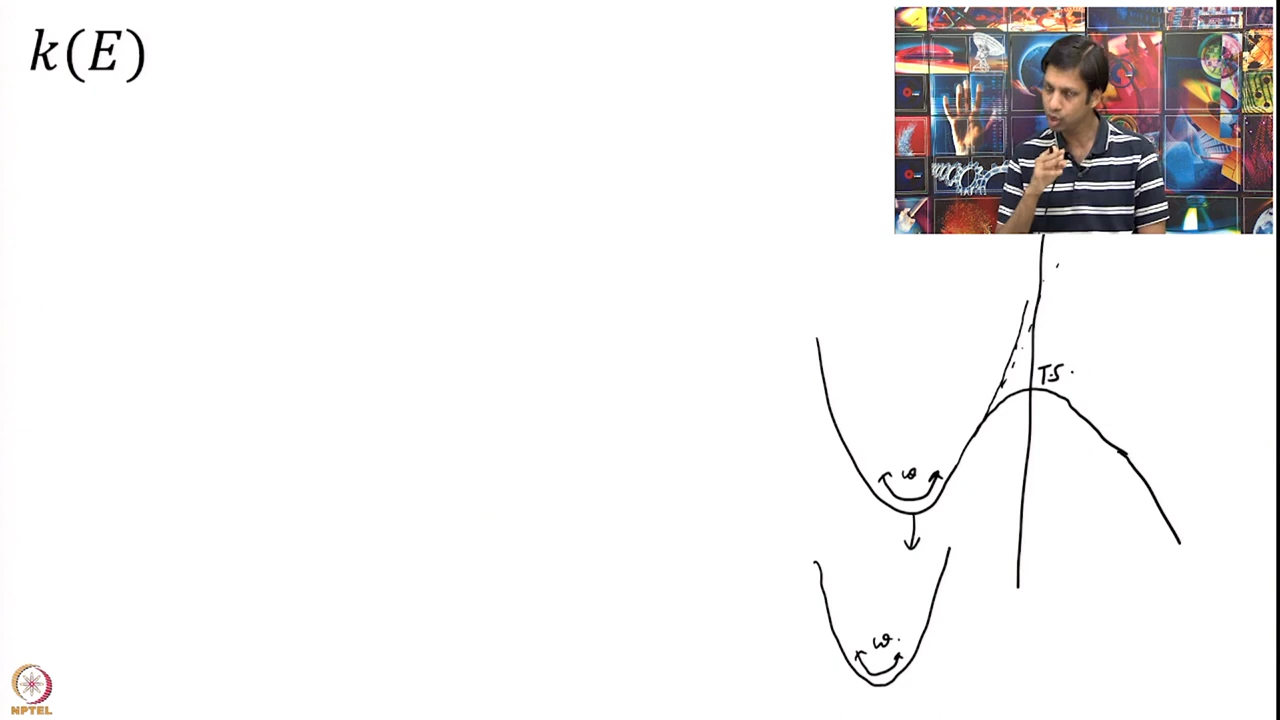 k(E)
T.S.
ω
ω.
NPTEL